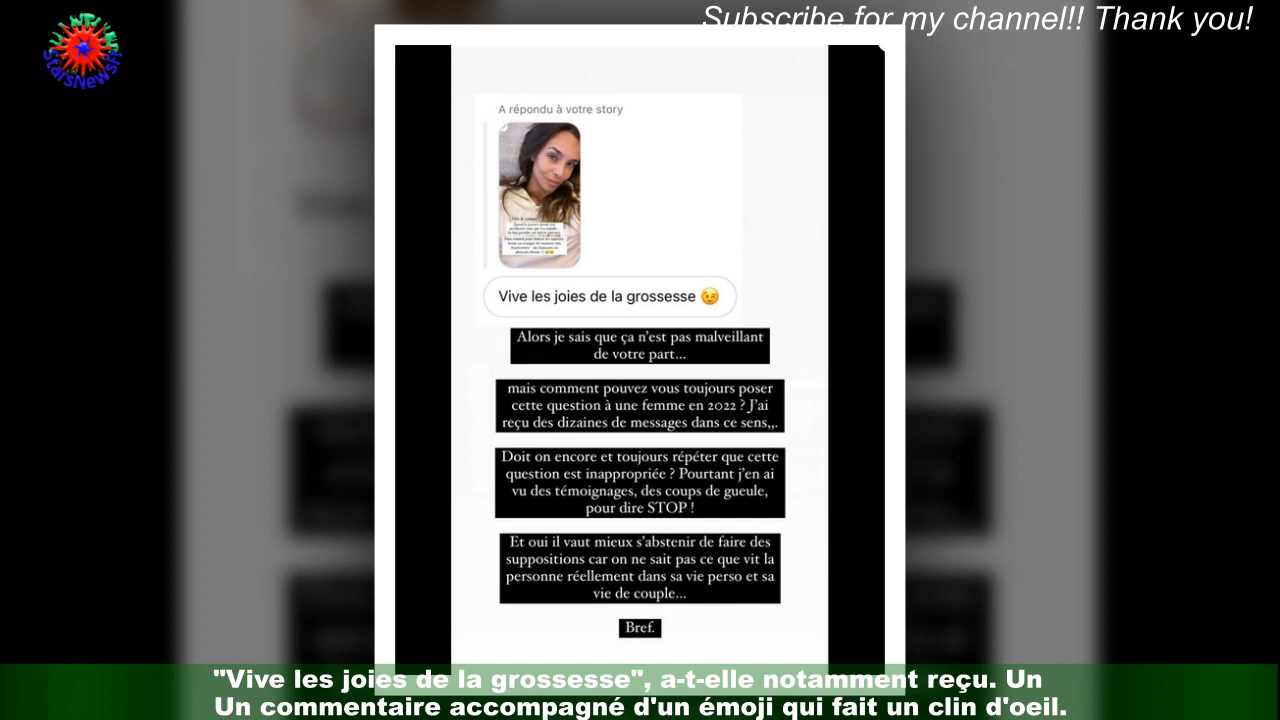 Subscribe for my channel!! Thank you!
StarsNewsFr
A répondu à votre story
Vive les joies de la grossesse 😉
Alors je sais que ça n'est pas malveillant
de votre part...
mais comment pouvez vous toujours poser
cette question à une femme en 2022 ? J'ai
reçu des dizaines de messages dans ce sens,,.
Doit on encore et toujours répéter que cette
question est inappropriée ? Pourtant j'en ai
vu des témoignages, des coups de gueule,
pour dire STOP !
Et oui il vaut mieux s'abstenir de faire des
suppositions car on ne sait pas ce que vit la
personne réellement dans sa vie perso et sa
vie de couple...
Bref.
"Vive les joies de la grossesse", a-t-elle notamment reçu. Un
Un commentaire accompagné d'un émoji qui fait un clin d'oeil.